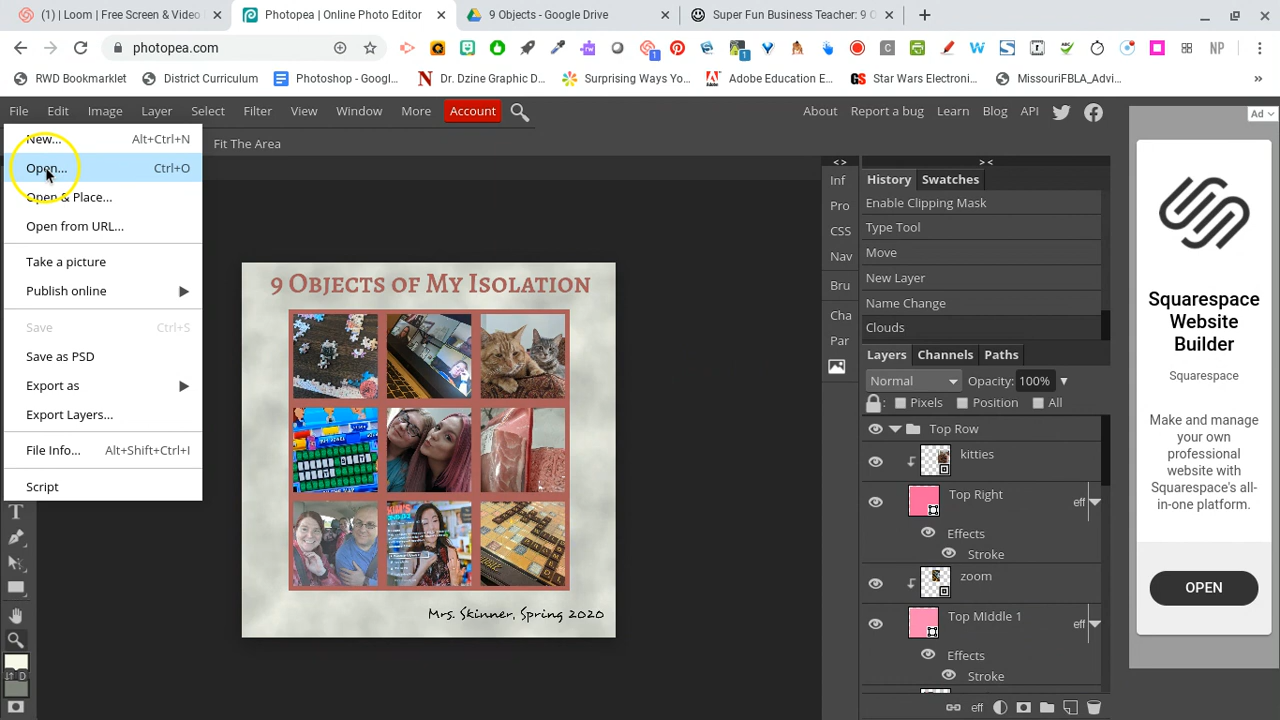 (1) | Loom | Free Screen & Video
Photopea | Online Photo Editor
9 Objects - Google Drive
Super Fun Business Teacher: 9 O
photopea.com
NP
RWD Bookmarklet
District Curriculum
Photoshop - Googl...
Dr. Dzine Graphic D...
Surprising Ways Yo...
Adobe Education E...
Star Wars Electroni...
MissouriFBLA_Advi...
»
File Edit Image Layer Select Filter View Window More Account
About Report a bug Learn Blog API
Fit The Area
New... Alt+Ctrl+N
Open... Ctrl+O
Open & Place...
Open from URL...
Take a picture
Publish online
Save Ctrl+S
Save as PSD
Export as
Export Layers...
File Info... Alt+Shift+Ctrl+I
Script
9 Objects of My Isolation
Mrs. Skinner, Spring 2020
< >
Inf
Pro
CSS
Nav
Bru
Cha
Par
> <
History Swatches
Enable Clipping Mask
Type Tool
Move
New Layer
Name Change
Clouds
Layers Channels Paths
Normal Opacity: 100%
Pixels Position All
Top Row
kitties
Top Right eff
Effects
Stroke
zoom
Top MIddle 1 eff
Effects
Stroke
eff
Ad
Squarespace
Website
Builder
Squarespace
Make and manage
your own
professional
website with
Squarespace's all-
in-one platform.
OPEN
D